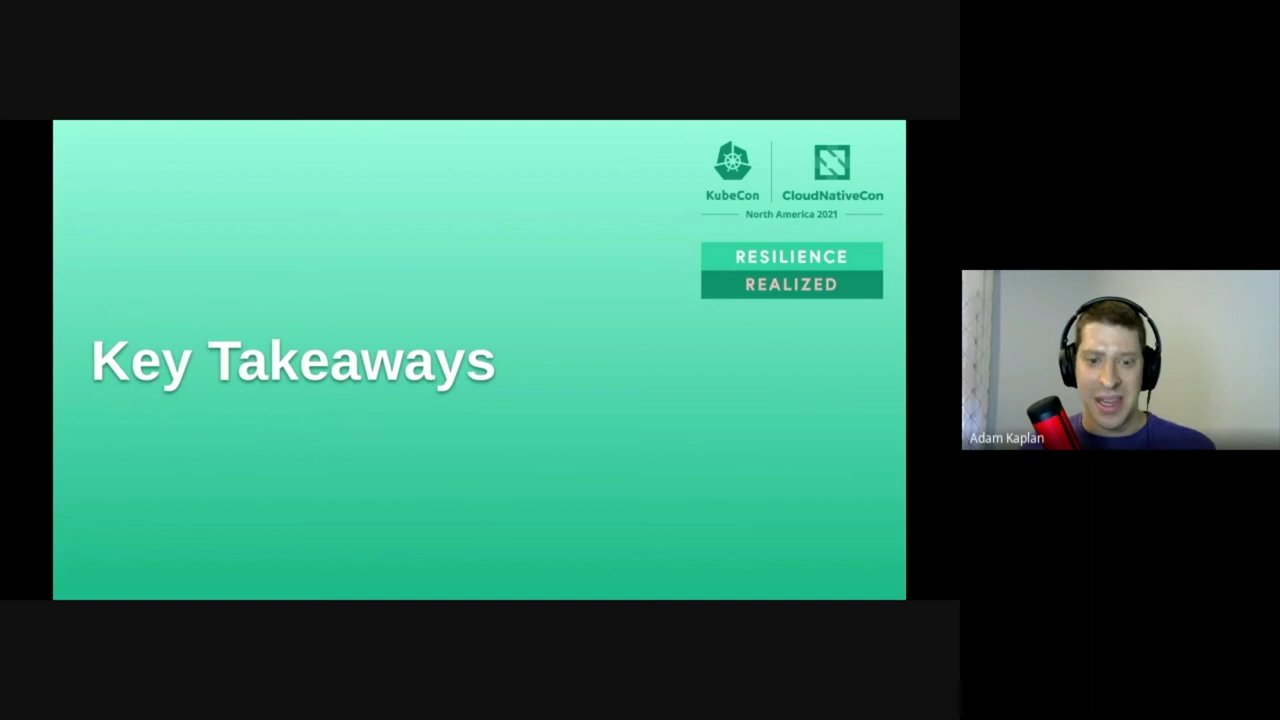 KubeCon
CloudNativeCon
North America 2021
RESILIENCE
REALIZED
Key Takeaways
Adam Kaplan